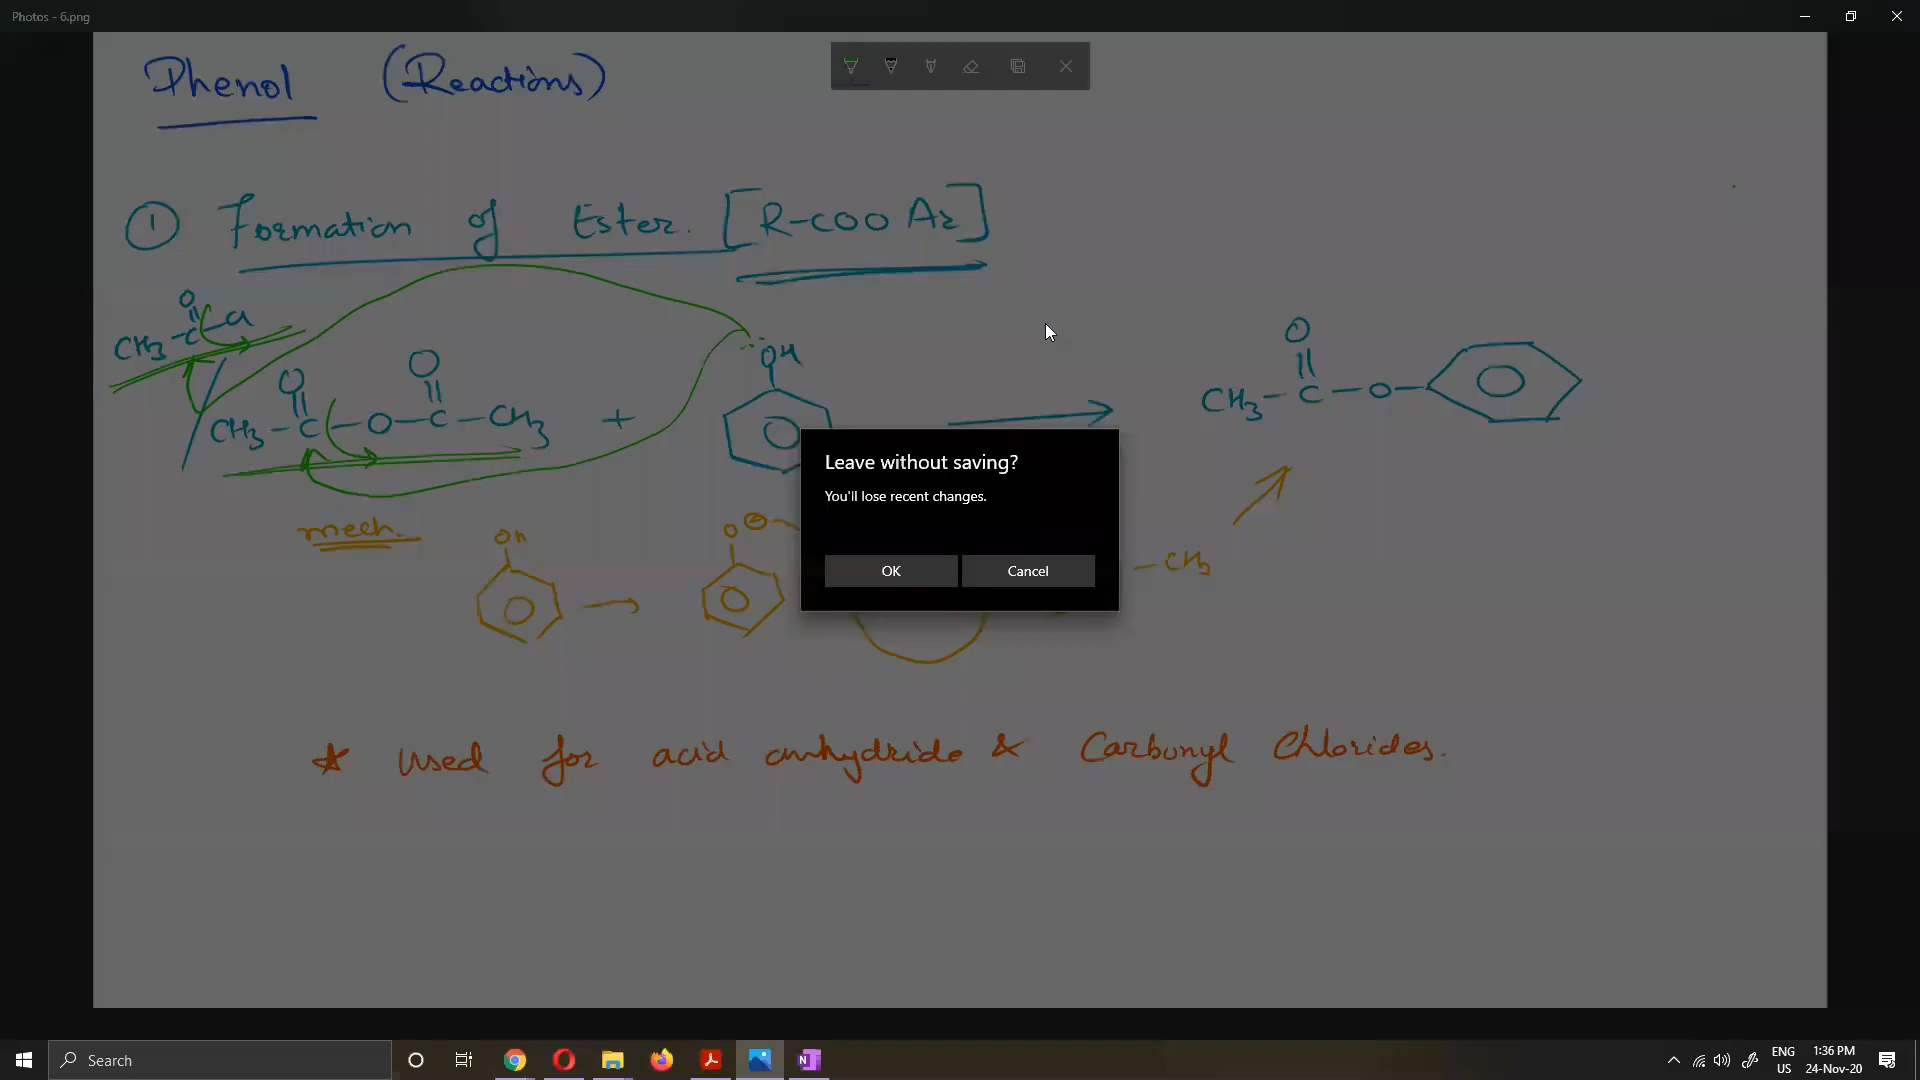 Photos - 6.png
Phenol (Reactions)
① Formation of Ester. [R-COO Ar]
O
CH3-C-Cl
O O
OH
CH3-C-O-C-CH3 +
O
CH3-C-O-
Leave without saving?
You'll lose recent changes.
OK Cancel
mech.
OH
O⊖
-CH3
* used for acid anhydride & Carbonyl Chlorides.
Search
ENG
US
1:36 PM
24-Nov-20